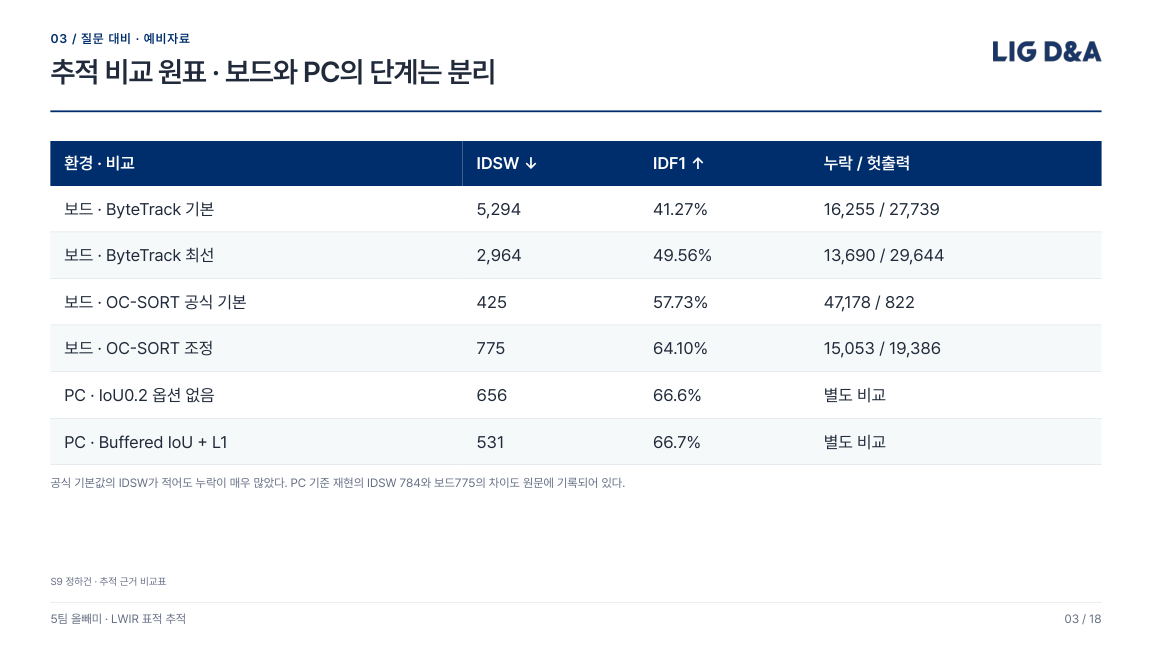 03 / 질문 대비 · 예비자료
추적 비교 원표 · 보드와 PC의 단계는 분리
LIG D&A
환경 · 비교 IDSW ↓ IDF1 ↑ 누락 / 헛출력
보드 · ByteTrack 기본 5,294 41.27% 16,255 / 27,739
보드 · ByteTrack 최선 2,964 49.56% 13,690 / 29,644
보드 · OC-SORT 공식 기본 425 57.73% 47,178 / 822
보드 · OC-SORT 조정 775 64.10% 15,053 / 19,386
PC · IoU0.2 옵션 없음 656 66.6% 별도 비교
PC · Buffered IoU + L1 531 66.7% 별도 비교
공식 기본값의 IDSW가 적어도 누락이 매우 많았다. PC 기준 재현의 IDSW 784와 보드775의 차이도 원문에 기록되어 있다.
S9 정하건 · 추적 근거 비교표
5팀 올빼미 · LWIR 표적 추적
03 / 18